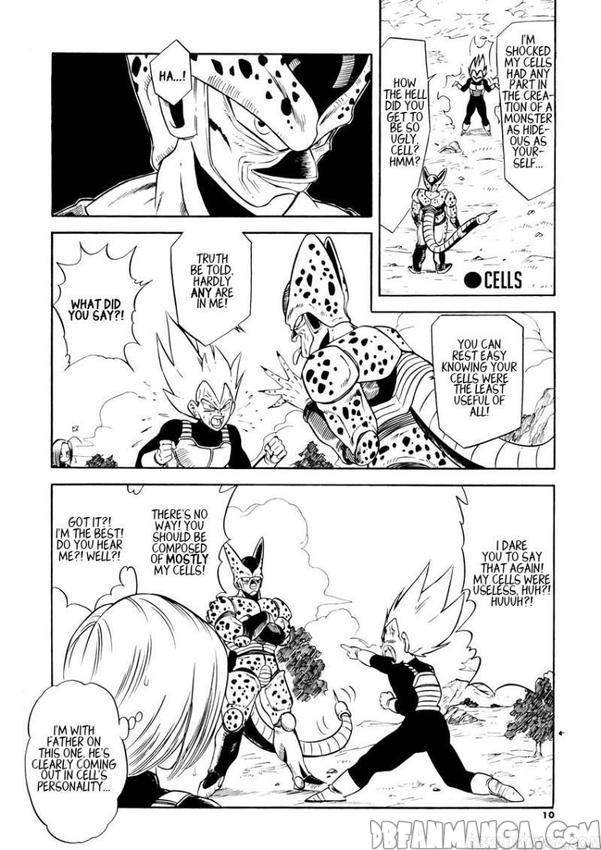 I'M
SHOCKED
MY CELLS
HAD ANY
PART IN
THE CREA-
TION OF A
MONSTER
AS HIDE-
OUS AS
YOUR-
SELF...
HOW
THE HELL
DID YOU
GET TO
BE SO
UGLY,
CELL?
HMM?
CELLS
HA...!
YOU CAN
REST EASY
KNOWING YOUR
CELLS WERE
THE LEAST
USEFUL OF
ALL!
TRUTH
BE TOLD,
HARDLY
ANY ARE
IN ME!
WHAT DID
YOU SAY?!
I DARE
YOU TO SAY
THAT AGAIN!
MY CELLS WERE
USELESS, HUH?!
HUUUH?!
THERE'S NO
WAY! YOU
SHOULD BE
COMPOSED
OF MOSTLY
MY CELLS!
GOT IT?!
I'M THE BEST!
DO YOU HEAR
ME?! WELL?!
I'M WITH
FATHER ON
THIS ONE. HE'S
CLEARLY COMING
OUT IN CELL'S
PERSONALITY...
10
DBFANMANGA.COM